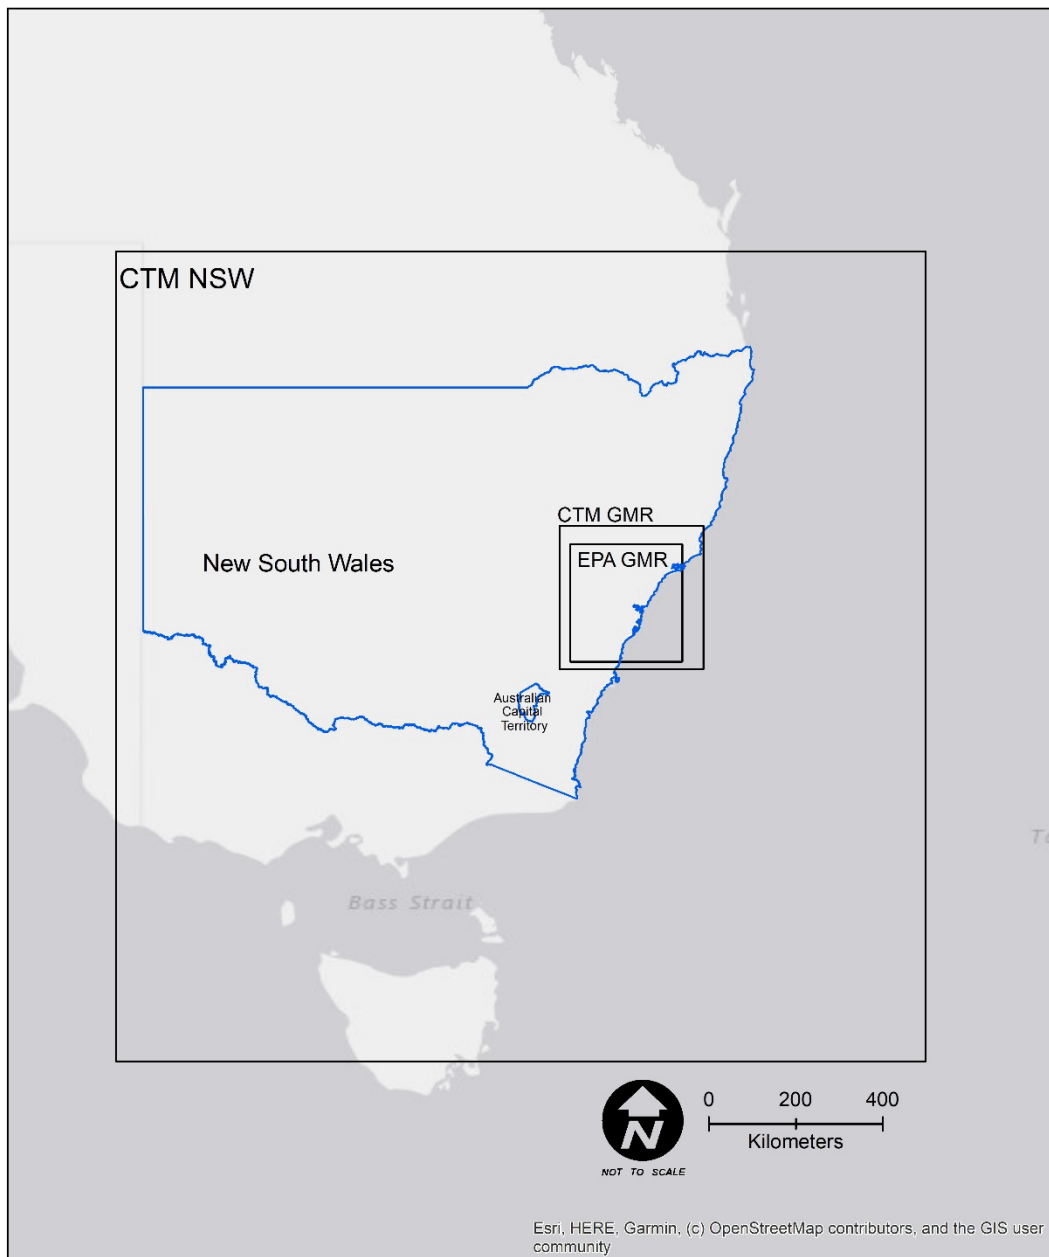 CTM NSW
CTM GMR
EPA GMR
New South Wales
Australian
Capital
Territory
Bass Strait
0 200 400
Kilometers
N
NOT TO SCALE
Esri, HERE, Garmin, (c) OpenStreetMap contributors, and the GIS user
community